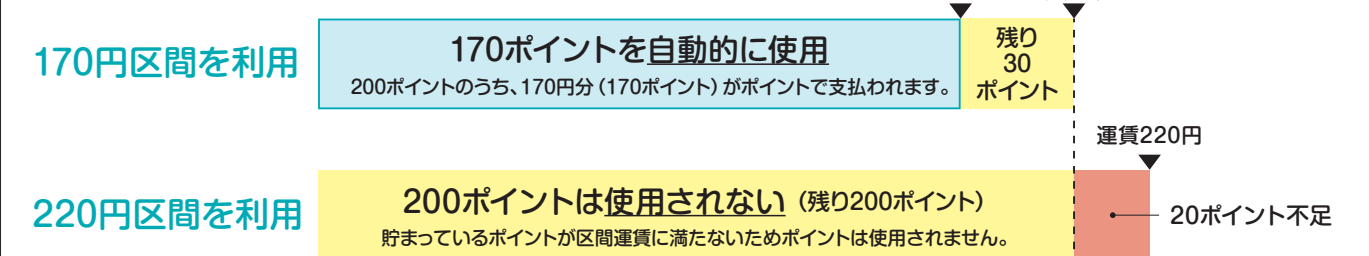 170円区間を利用
170ポイントを自動的に使用
200ポイントのうち、170円分（170ポイント）がポイントで支払われます。
残り
30
ポイント
運賃220円
220円区間を利用
200ポイントは使用されない（残り200ポイント）
貯まっているポイントが区間運賃に満たないためポイントは使用されません。
20ポイント不足